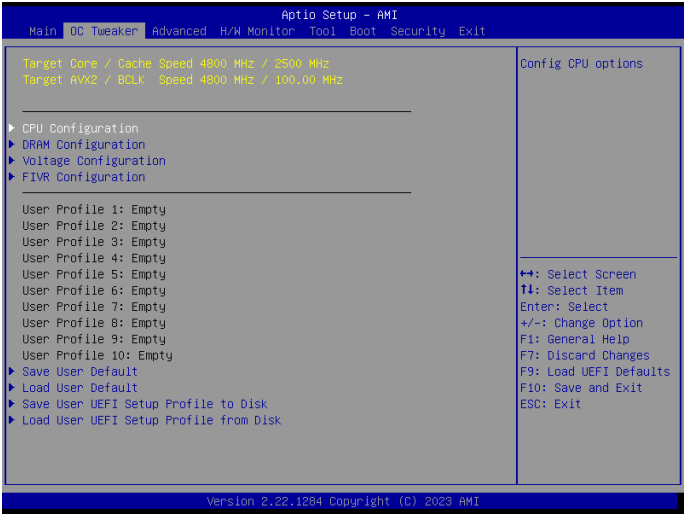 Aptio Setup – AMI
Main OC Tweaker Advanced H/W Monitor Tool Boot Security Exit
Target Core / Cache Speed 4800 MHz / 2500 MHz
Target AVX2 / BCLK Speed 4800 MHz / 100.00 MHz
CPU Configuration
DRAM Configuration
Voltage Configuration
FIVR Configuration
User Profile 1: Empty
User Profile 2: Empty
User Profile 3: Empty
User Profile 4: Empty
User Profile 5: Empty
User Profile 6: Empty
User Profile 7: Empty
User Profile 8: Empty
User Profile 9: Empty
User Profile 10: Empty
Save User Default
Load User Default
Save User UEFI Setup Profile to Disk
Load User UEFI Setup Profile from Disk
Config CPU options
↔: Select Screen
↑↓: Select Item
Enter: Select
+/-: Change Option
F1: General Help
F7: Discard Changes
F9: Load UEFI Defaults
F10: Save and Exit
ESC: Exit
Version 2.22.1284 Copyright (C) 2023 AMI